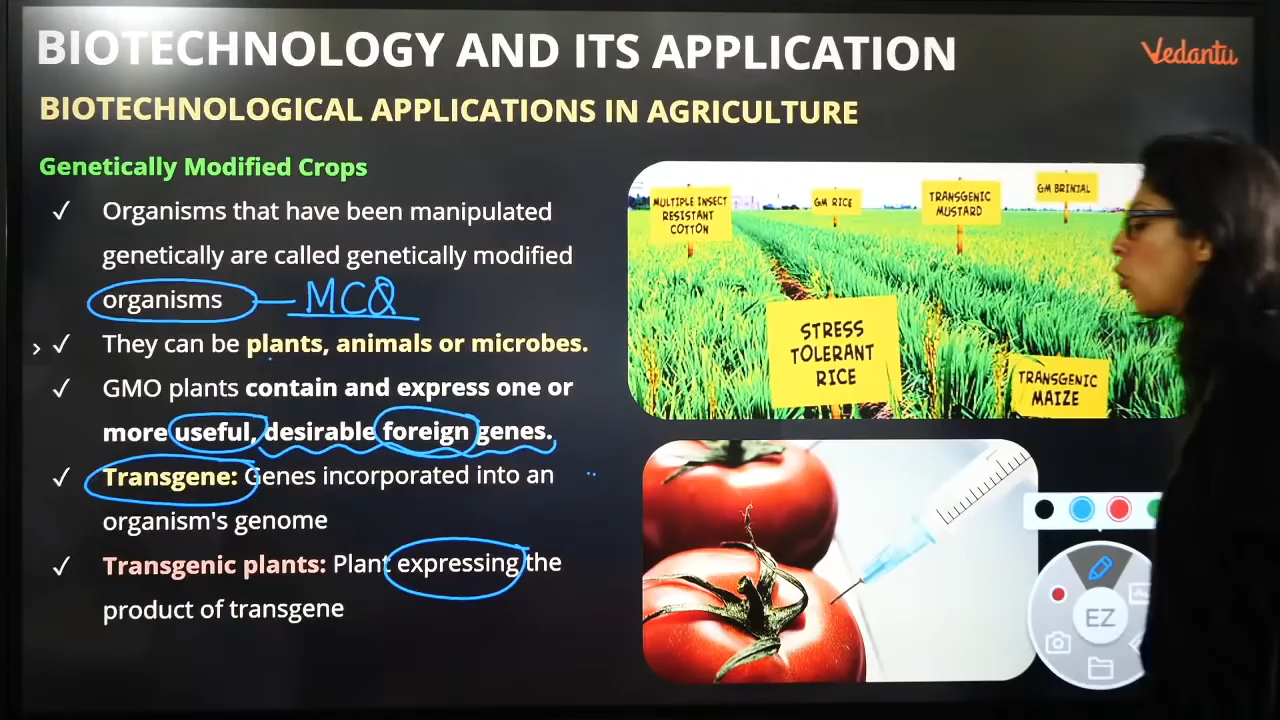 BIOTECHNOLOGY AND ITS APPLICATION
Vedantu
BIOTECHNOLOGICAL APPLICATIONS IN AGRICULTURE
Genetically Modified Crops
✓ Organisms that have been manipulated
genetically are called genetically modified
organisms — MCQ
✓ They can be plants, animals or microbes.
✓ GMO plants contain and express one or
more useful, desirable foreign genes.
✓ Transgene: Genes incorporated into an
organism's genome
✓ Transgenic plants: Plant expressing the
product of transgene
MULTIPLE INSECT
RESISTANT
COTTON
GM RICE
TRANSGENIC
MUSTARD
GM BRINJAL
STRESS
TOLERANT
RICE
TRANSGENIC
MAIZE
EZ